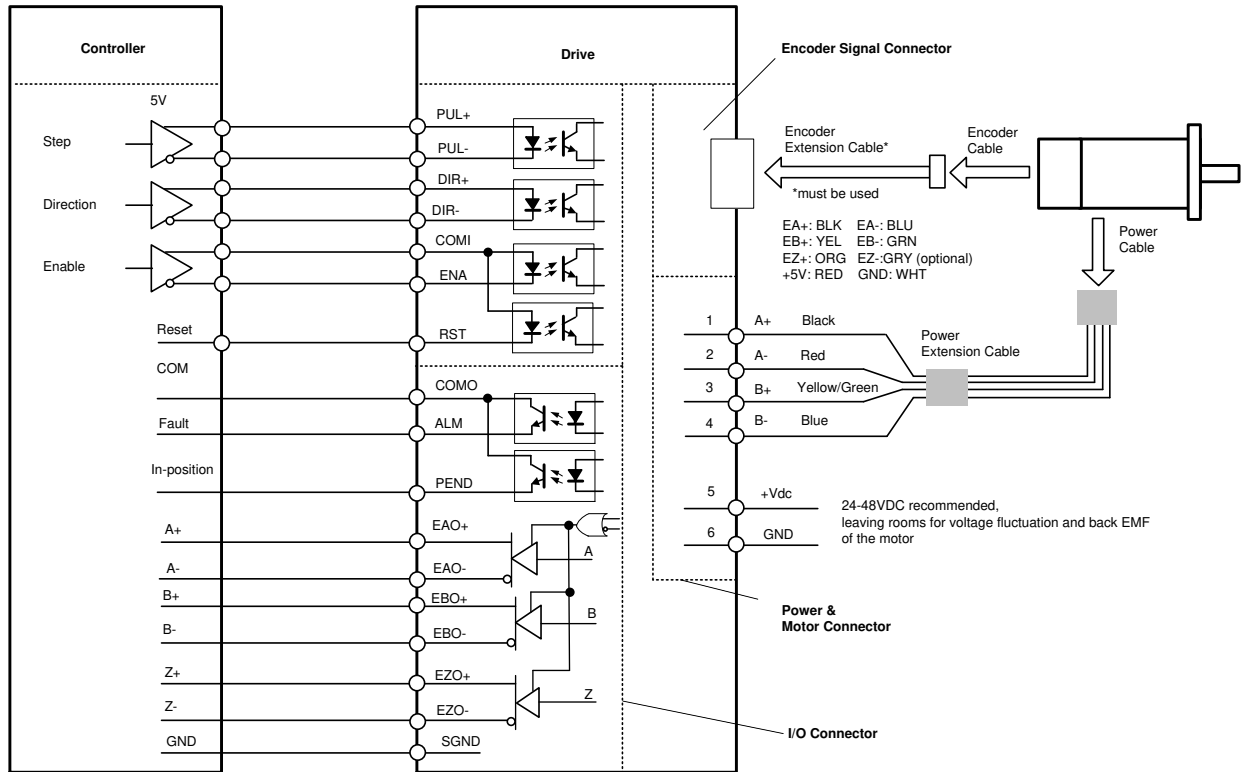 Controller
Drive
Encoder Signal Connector
5V
Step
Direction
Enable
Reset
COM
Fault
In-position
A+
A-
B+
B-
Z+
Z-
GND
PUL+
PUL-
DIR+
DIR-
COMI
ENA
RST
COMO
ALM
PEND
EAO+
EAO-
EBO+
EBO-
EZO+
EZO-
SGND
A
B
Z
Encoder
Extension Cable*
*must be used
Encoder
Cable
EA+: BLK EA-: BLU
EB+: YEL EB-: GRN
EZ+: ORG EZ-:GRY (optional)
+5V: RED GND: WHT
Power
Cable
1 A+ Black
2 A- Red
3 B+ Yellow/Green
4 B- Blue
Power
Extension Cable
5 +Vdc
6 GND
24-48VDC recommended,
leaving rooms for voltage fluctuation and back EMF
of the motor
Power &
Motor Connector
I/O Connector